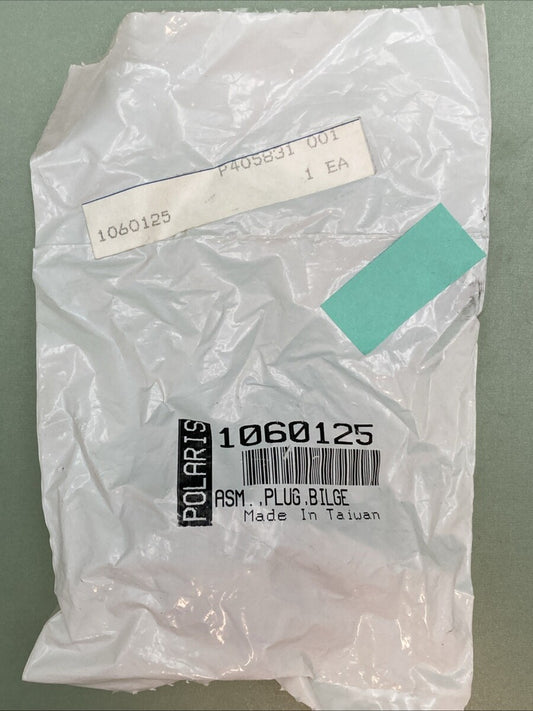 P405831 001
1 EA
1060125
POLARIS
1060125
ASM.,PLUG,BILGE
Made In Taiwan